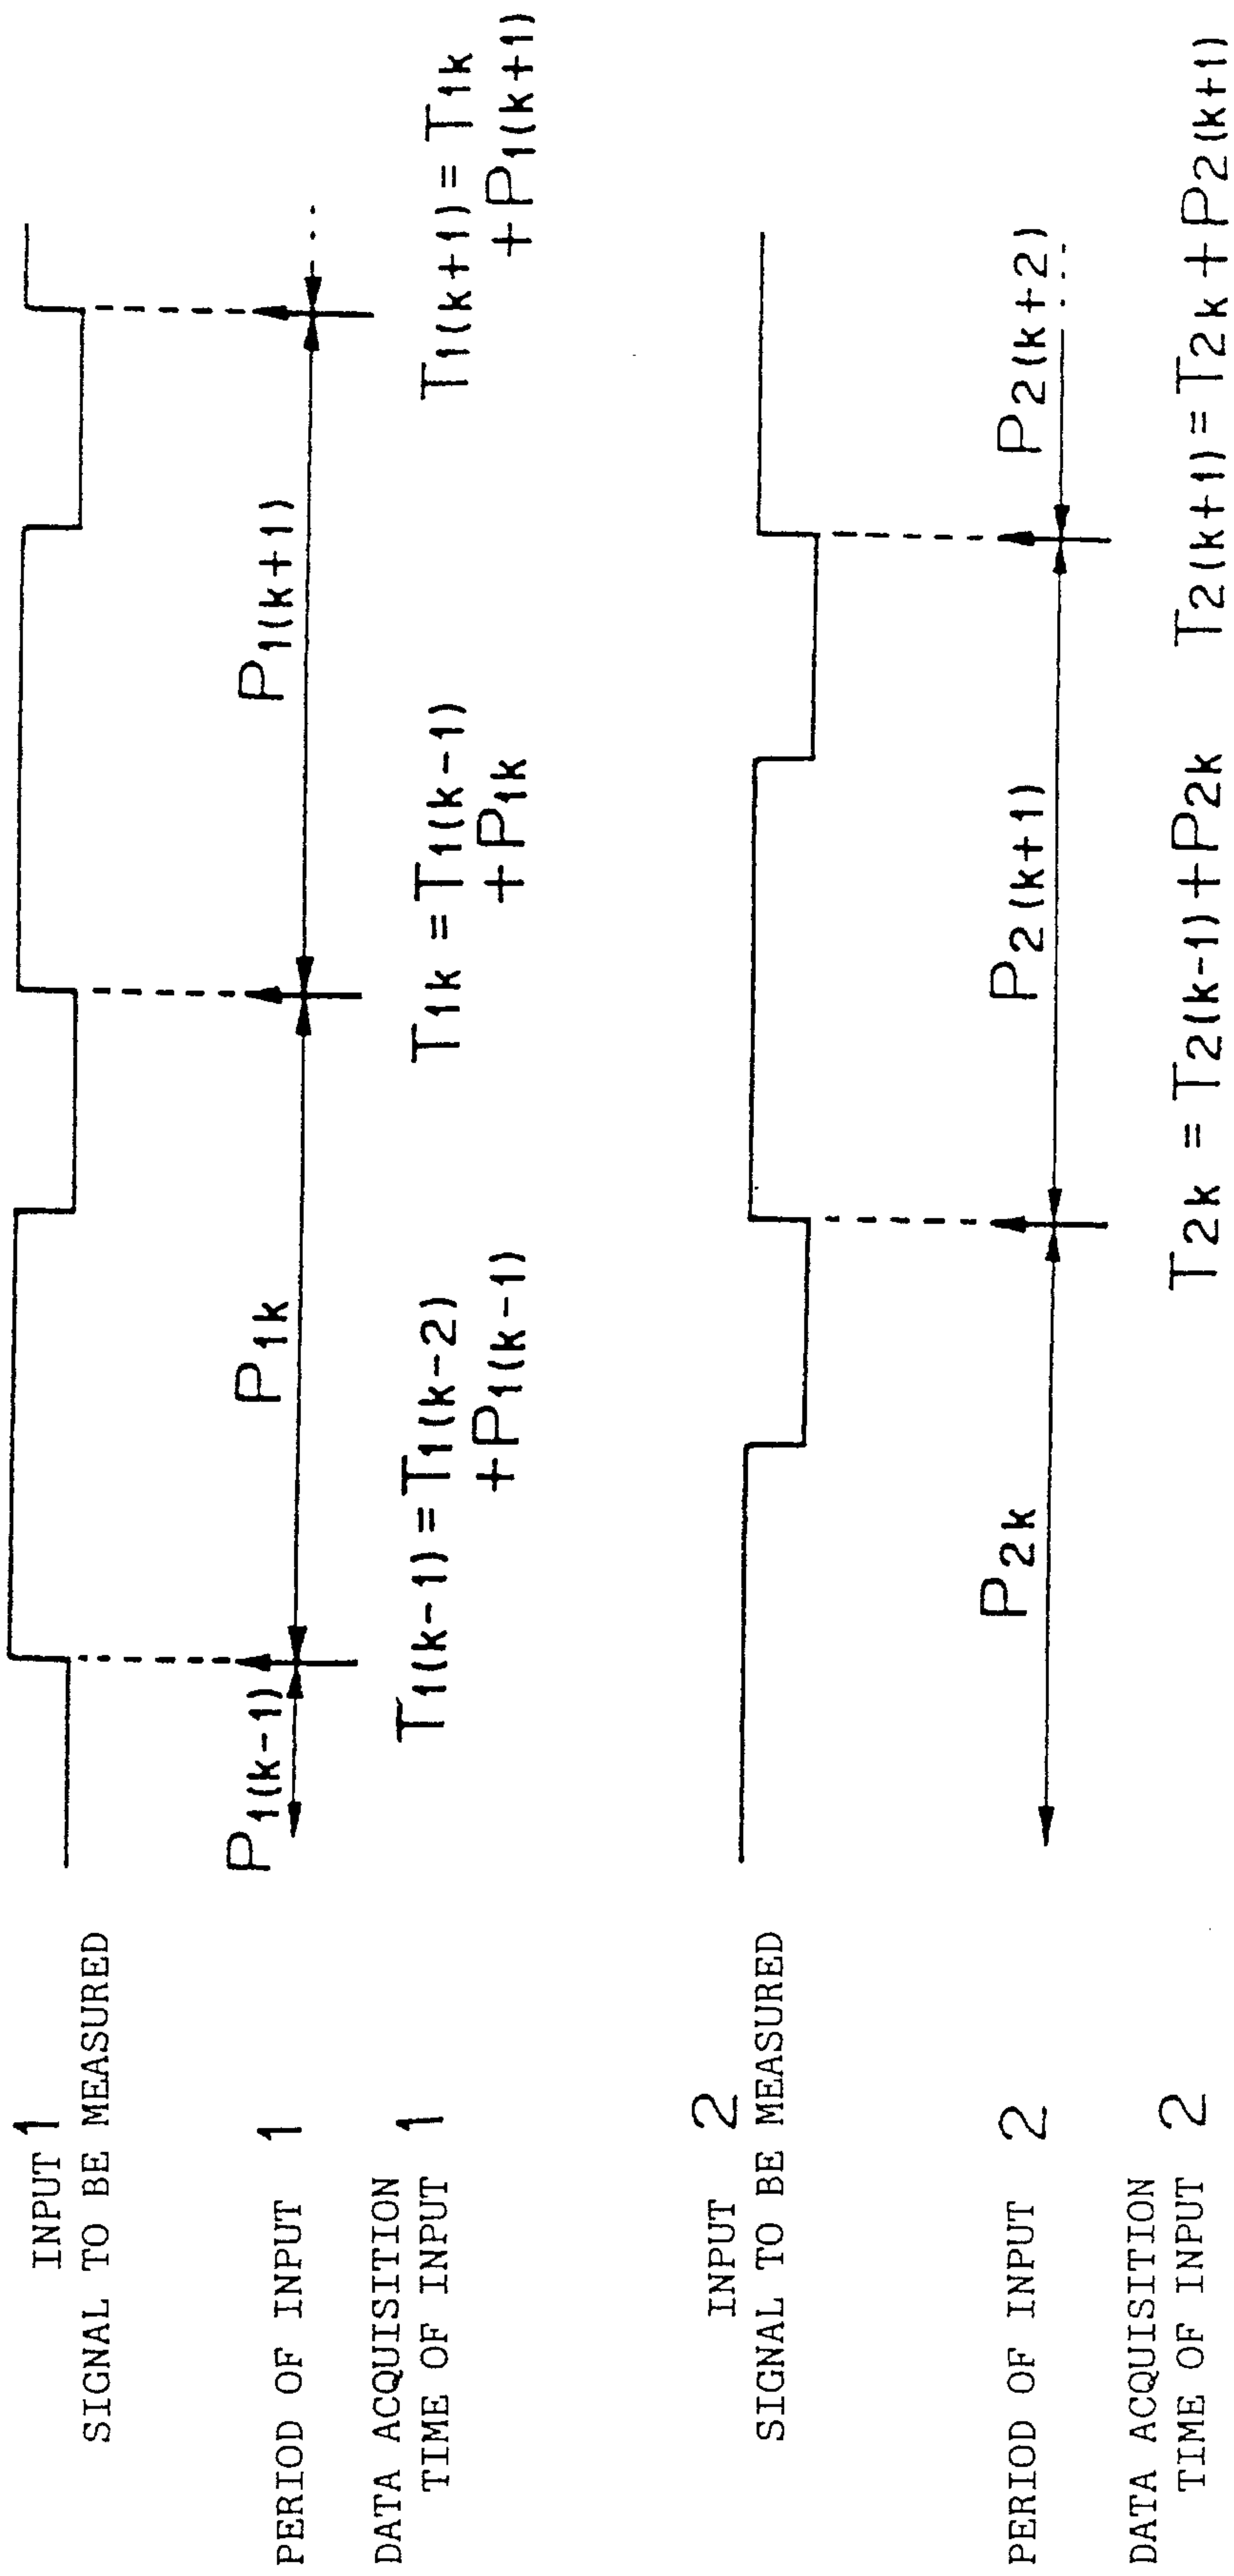 INPUT 1
SIGNAL TO BE MEASURED
PERIOD OF INPUT 1
P1(k-1)
P1k
P1(k+1)
DATA ACQUISITION
TIME OF INPUT 1
T1(k-1) = T1(k-2)
+P1(k-1)
T1k = T1(k-1)
+P1k
T1(k+1) = T1k
+P1(k+1)
INPUT 2
SIGNAL TO BE MEASURED
PERIOD OF INPUT 2
P2k
P2(k+1)
P2(k+2)
DATA ACQUISITION
TIME OF INPUT 2
T2k = T2(k-1)+P2k
T2(k+1) = T2k+P2(k+1)